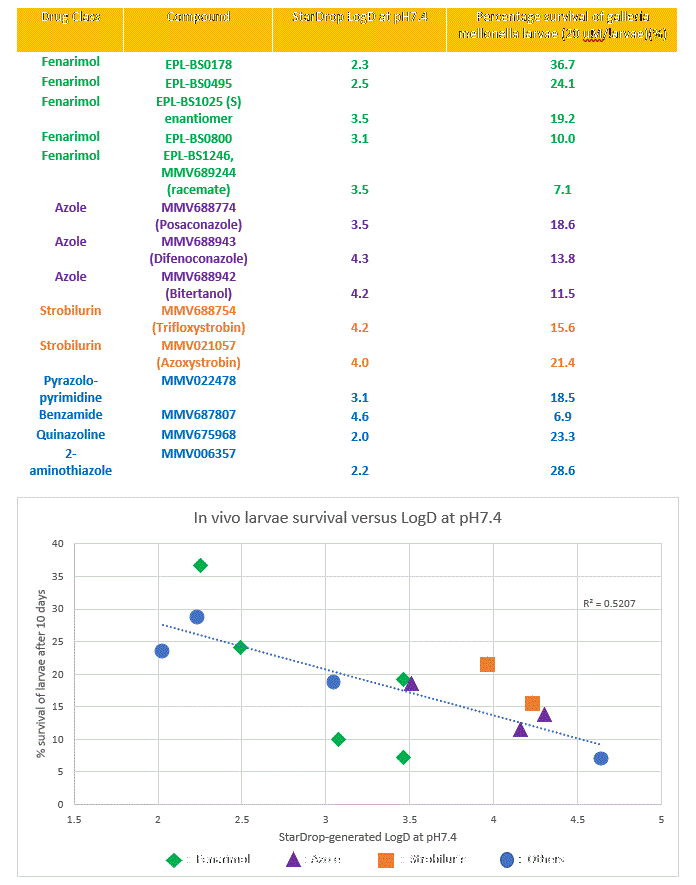 Drug Class Compound StarDrop LogD at pH7.4 Percentage survival of gallesia
mellonella larvae (20 uM/larvae)(%)
Fenarimol EPL-BS0178 2.3 36.7
Fenarimol EPL-BS0495 2.5 24.1
Fenarimol EPL-BS1025 (S)
enantiomer 3.5 19.2
Fenarimol EPL-BS0800 3.1 10.0
Fenarimol EPL-BS1246,
MMV689244
(racemate) 3.5 7.1
Azole MMV688774
(Posaconazole) 3.5 18.6
Azole MMV688943
(Difenoconazole) 4.3 13.8
Azole MMV688942
(Bitertanol) 4.2 11.5
Strobilurin MMV688754
(Trifloxystrobin) 4.2 15.6
Strobilurin MMV021057
(Azoxystrobin) 4.0 21.4
Pyrazolo- MMV022478
pyrimidine 3.1 18.5
Benzamide MMV687807 4.6 6.9
Quinazoline MMV675968 2.0 23.3
2- MMV006357
aminothiazole 2.2 28.6
In vivo larvae survival versus LogD at pH7.4
% survival of larvae after 10 days
40
35
30
25
20
15
10
5
0
R² = 0.5207
1.5 2 2.5 3 3.5 4 4.5 5
StarDrop-generated LogD at pH7.4
: Fenarimol : Azole : Strobilurin : Others